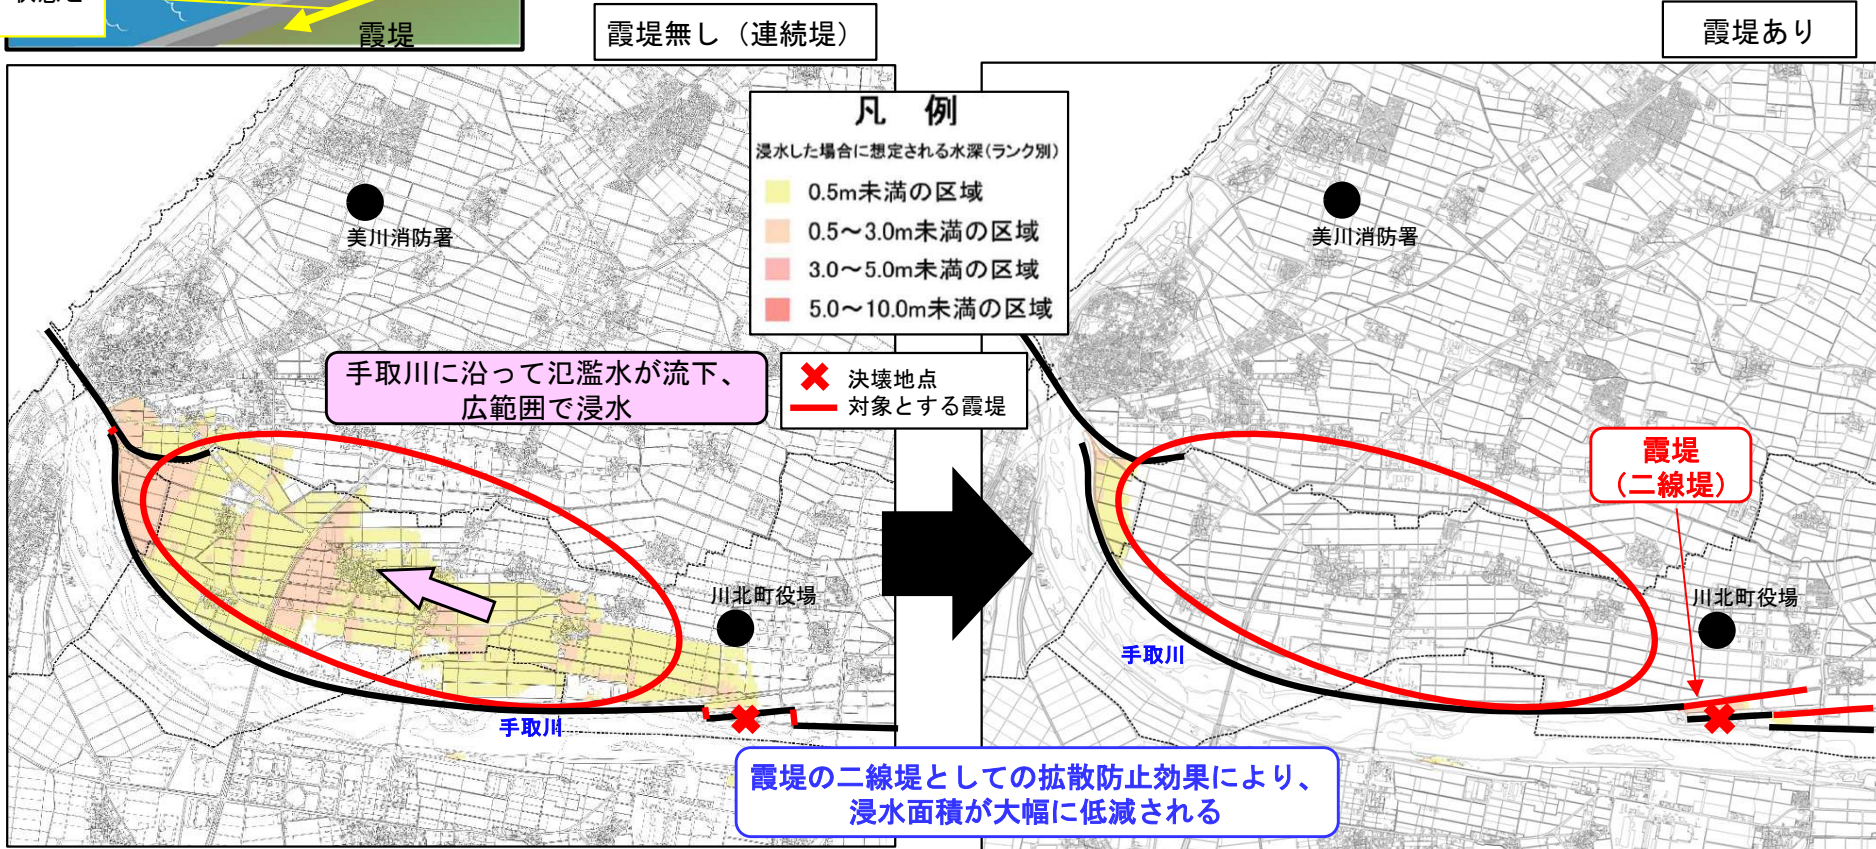 霞堤
霞堤無し（連続堤）
霞堤あり
凡 例
浸水した場合に想定される水深(ランク別)
0.5m未満の区域
0.5～3.0m未満の区域
3.0～5.0m未満の区域
5.0～10.0m未満の区域
決壊地点
対象とする霞堤
美川消防署
手取川に沿って氾濫水が流下、
広範囲で浸水
川北町役場
手取川
美川消防署
霞堤
（二線堤）
川北町役場
手取川
霞堤の二線堤としての拡散防止効果により、
浸水面積が大幅に低減される